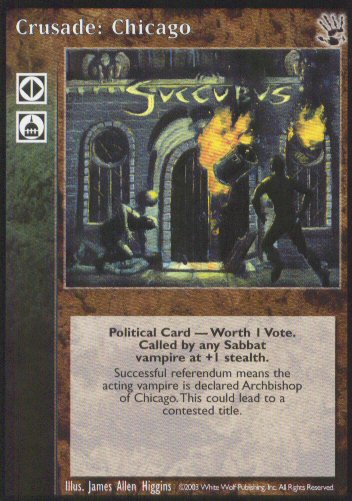 Crusade: Chicago
SUCCUBUS
Political Card — Worth 1 Vote.
Called by any Sabbat
vampire at +1 stealth.
Successful referendum means the
acting vampire is declared Archbishop
of Chicago. This could lead to a
contested title.
Illus. James Allen Higgins ©2003 White Wolf Publishing, Inc. All Rights Reserved.